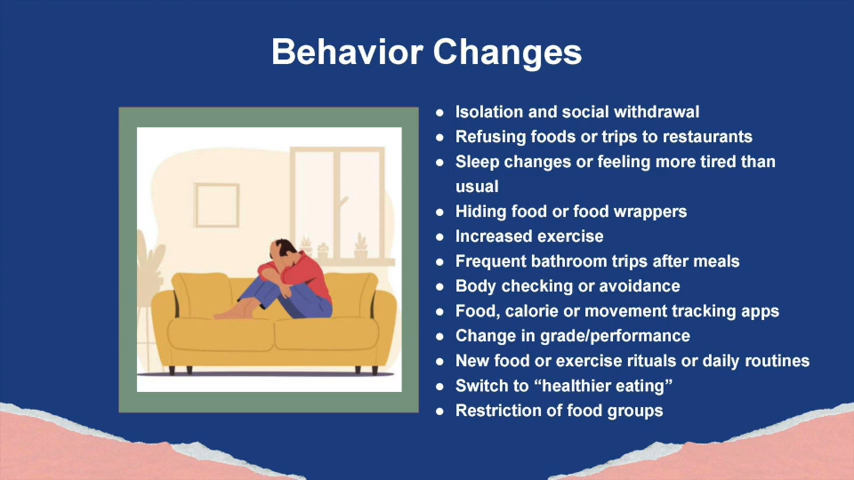 Behavior Changes
● Isolation and social withdrawal
● Refusing foods or trips to restaurants
● Sleep changes or feeling more tired than
usual
● Hiding food or food wrappers
● Increased exercise
● Frequent bathroom trips after meals
● Body checking or avoidance
● Food, calorie or movement tracking apps
● Change in grade/performance
● New food or exercise rituals or daily routines
● Switch to “healthier eating”
● Restriction of food groups